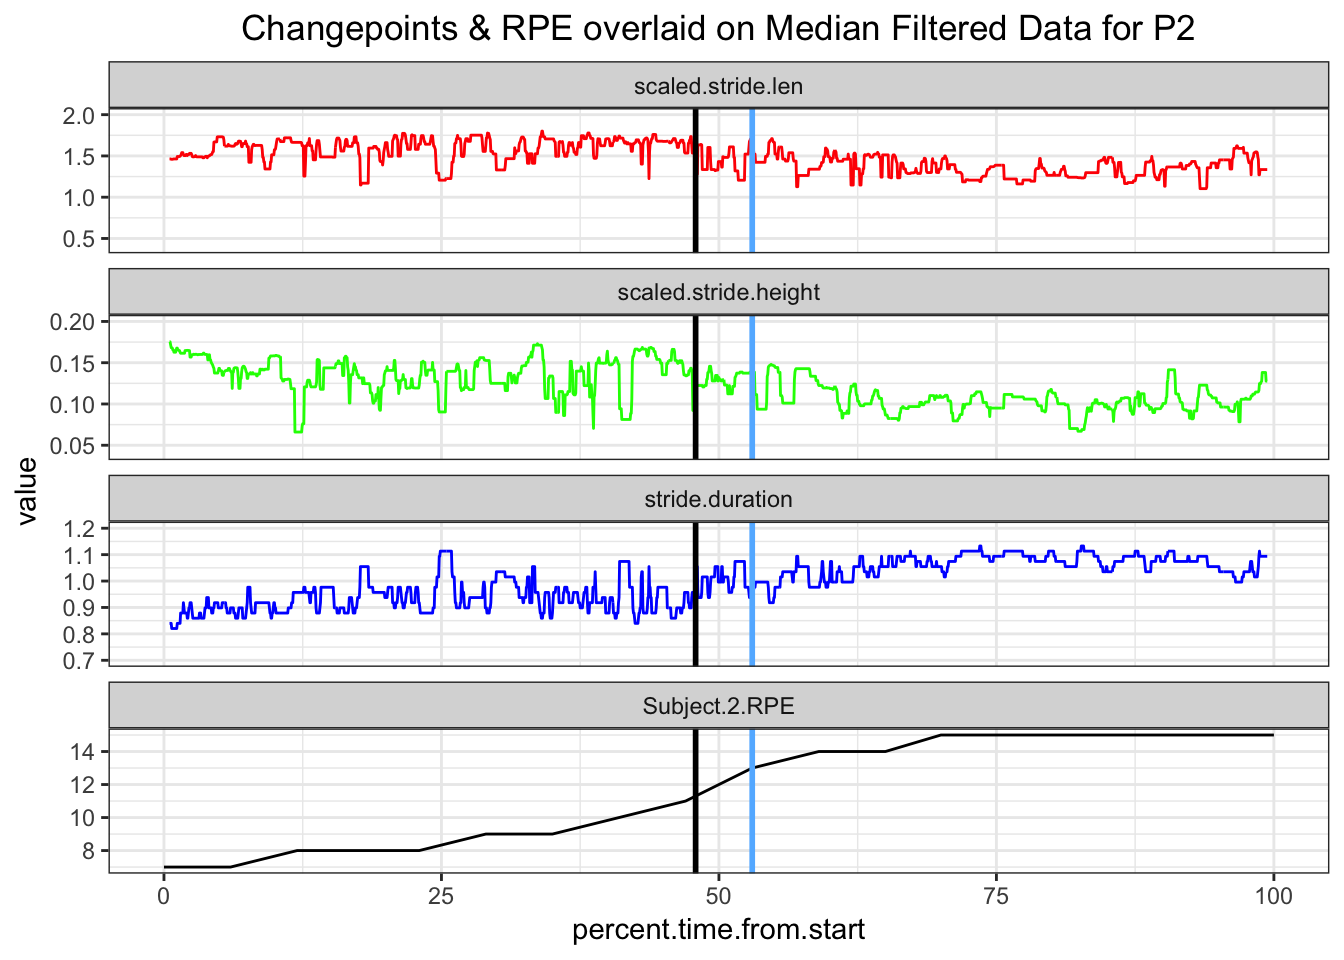 Changepoints & RPE overlaid on Median Filtered Data for P2
scaled.stride.len
2.0
1.5
1.0
0.5
scaled.stride.height
0.20
0.15
0.10
0.05
value
stride.duration
1.2
1.1
1.0
0.9
0.8
0.7
Subject.2.RPE
14
12
10
8
0 25 50 75 100
percent.time.from.start